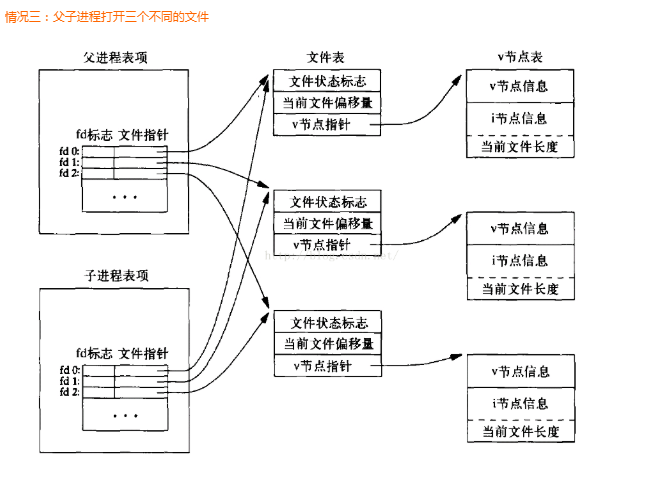 情况三：父子进程打开三个不同的文件
父进程表项
文件表
v节点表
fd标志 文件指针
fd 0:
fd 1:
fd 2:
···
文件状态标志
当前文件偏移量
v节点指针
v节点信息
i节点信息
当前文件长度
文件状态标志
当前文件偏移量
v节点指针
v节点信息
i节点信息
当前文件长度
子进程表项
fd标志 文件指针
fd 0:
fd 1:
fd 2:
···
文件状态标志
当前文件偏移量
v节点指针
v节点信息
i节点信息
当前文件长度